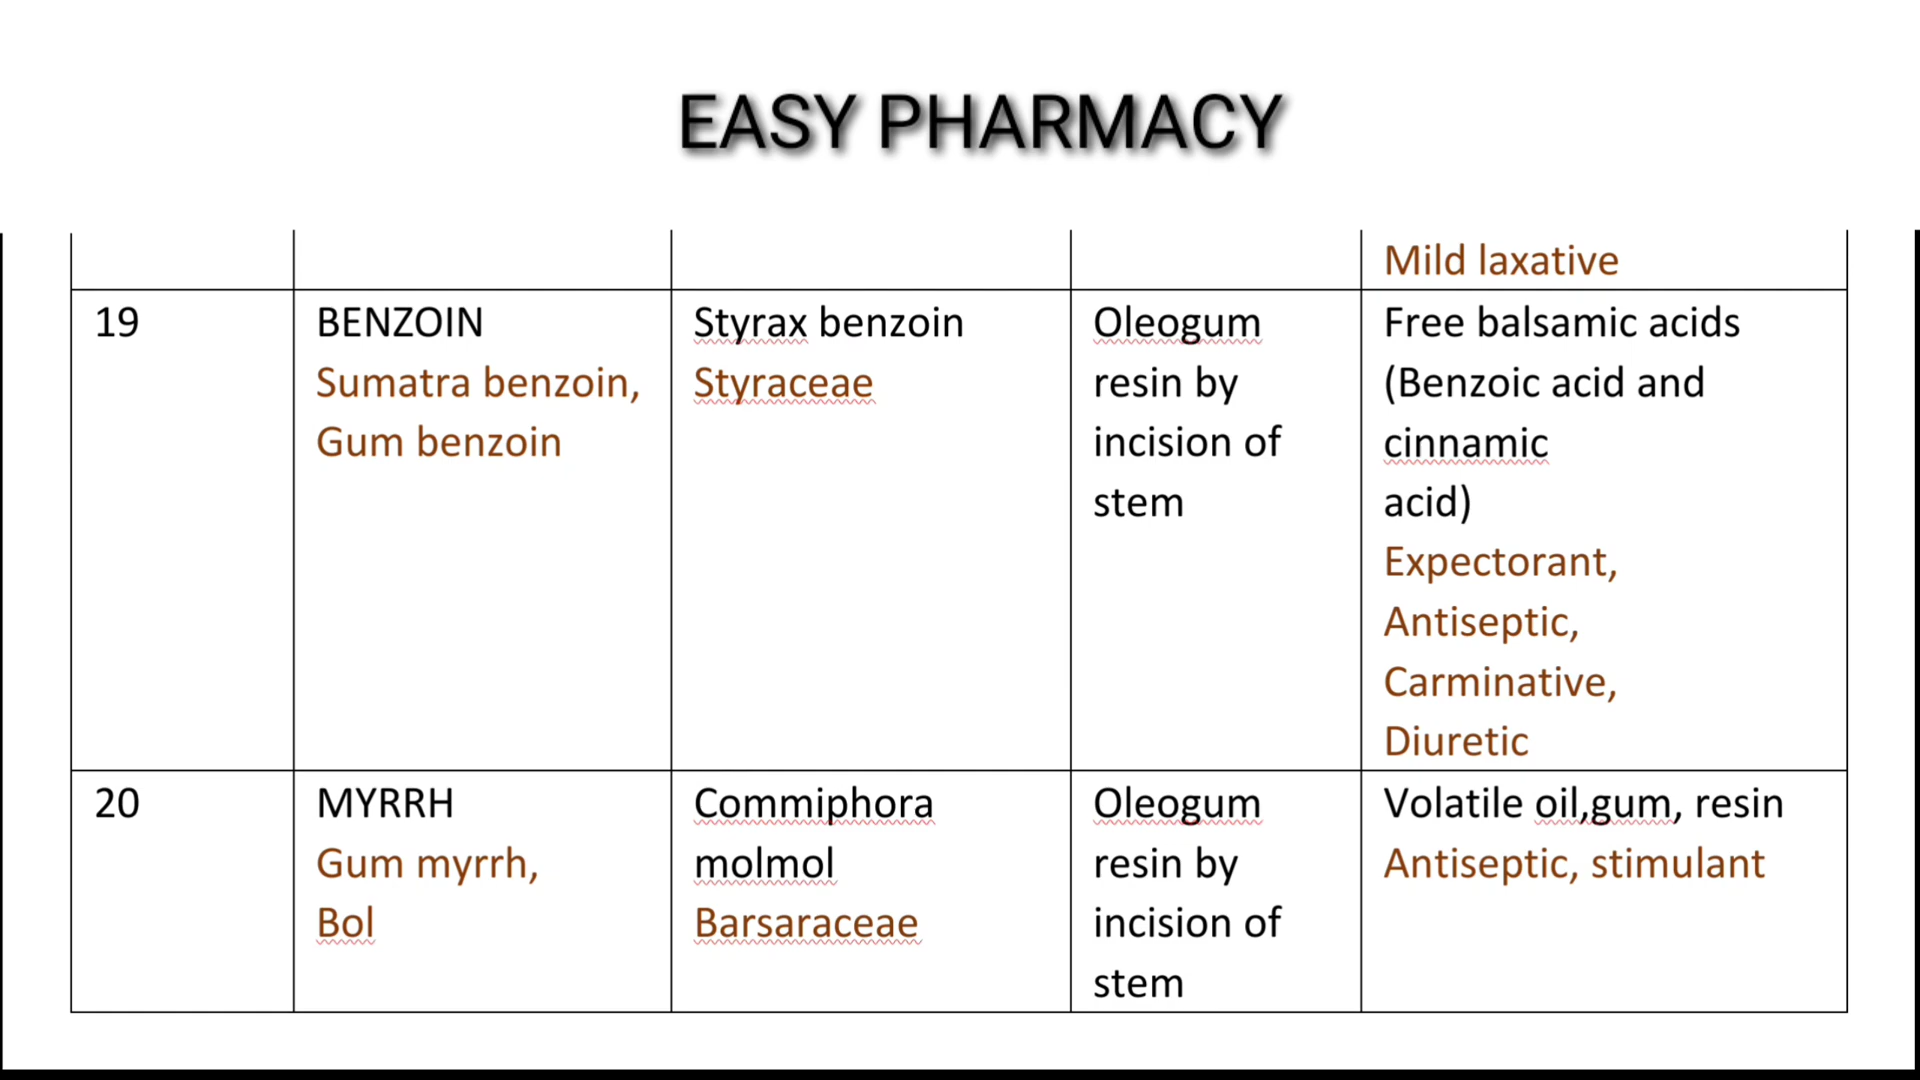 EASY PHARMACY
Mild laxative
19
BENZOIN
Sumatra benzoin,
Gum benzoin
Styrax benzoin
Styraceae
Oleogum
resin by
incision of
stem
Free balsamic acids
(Benzoic acid and
cinnamic
acid)
Expectorant,
Antiseptic,
Carminative,
Diuretic
20
MYRRH
Gum myrrh,
Bol
Commiphora
molmol
Barsaraceae
Oleogum
resin by
incision of
stem
Volatile oil,gum, resin
Antiseptic, stimulant